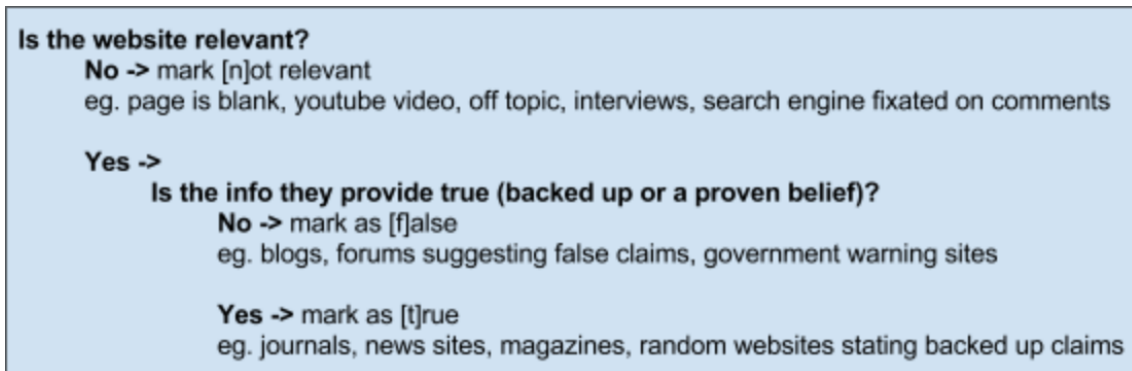 Is the website relevant?
No -> mark [n]ot relevant
eg. page is blank, youtube video, off topic, interviews, search engine fixated on comments
Yes ->
Is the info they provide true (backed up or a proven belief)?
No -> mark as [f]alse
eg. blogs, forums suggesting false claims, government warning sites
Yes -> mark as [t]rue
eg. journals, news sites, magazines, random websites stating backed up claims